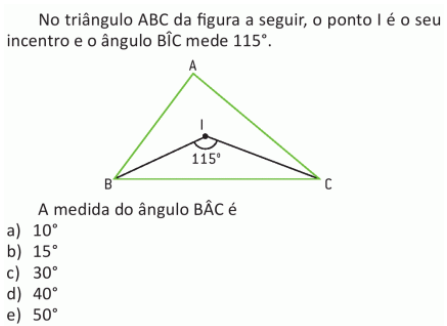 No triângulo ABC da figura a seguir, o ponto I é o seu
incentro e o ângulo BÎC mede 115°.
A
I
115°
B
C
A medida do ângulo BÂC é
a) 10°
b) 15°
c) 30°
d) 40°
e) 50°